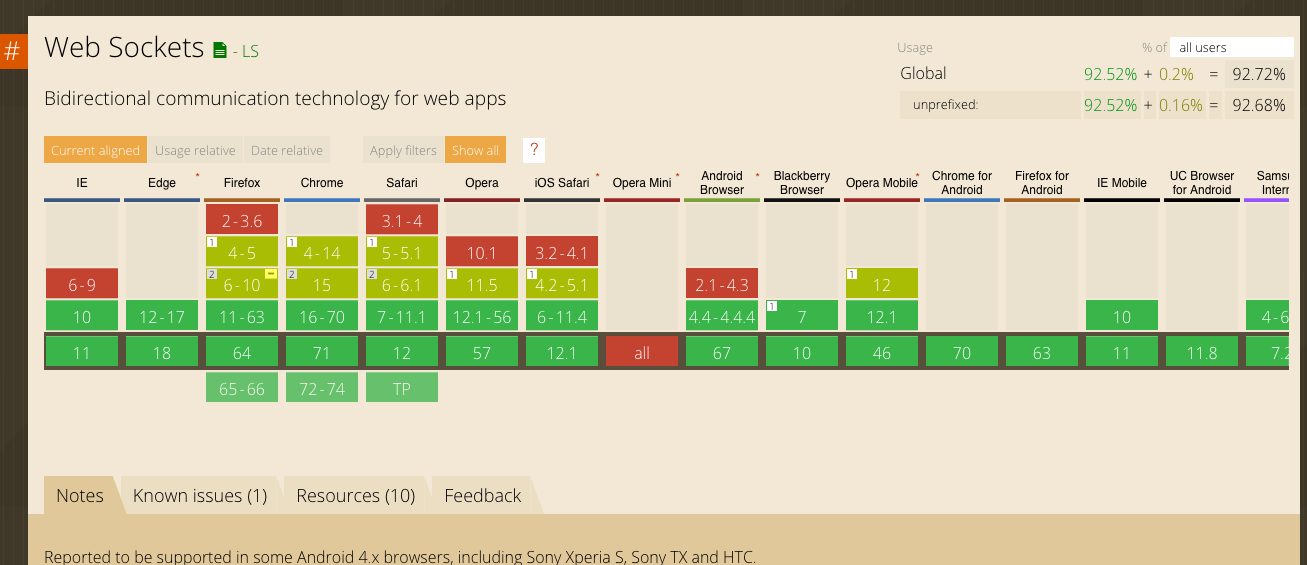 #
Web Sockets - LS
Usage % of all users
Global 92.52% + 0.2% = 92.72%
unprefixed: 92.52% + 0.16% = 92.68%
Bidirectional communication technology for web apps
Current aligned Usage relative Date relative Apply filters Show all ?
IE Edge * Firefox Chrome Safari Opera iOS Safari * Opera Mini * Android Browser * Blackberry Browser Opera Mobile * Chrome for Android Firefox for Android IE Mobile UC Browser for Android Samsu Intern
2-3.6 3.1-4
1 4-5 1 4-14 1 5-5.1 10.1 3.2-4.1
6-9 2 6-10 - 2 15 2 6-6.1 1 11.5 1 4.2-5.1 2.1-4.3 1 12
10 12-17 11-63 16-70 7-11.1 12.1-56 6-11.4 4.4-4.4.4 1 7 12.1 10 4-6
11 18 64 71 12 57 12.1 all 67 10 46 70 63 11 11.8 7.2
65-66 72-74 TP
Notes Known issues (1) Resources (10) Feedback
Reported to be supported in some Android 4.x browsers, including Sony Xperia S, Sony TX and HTC.